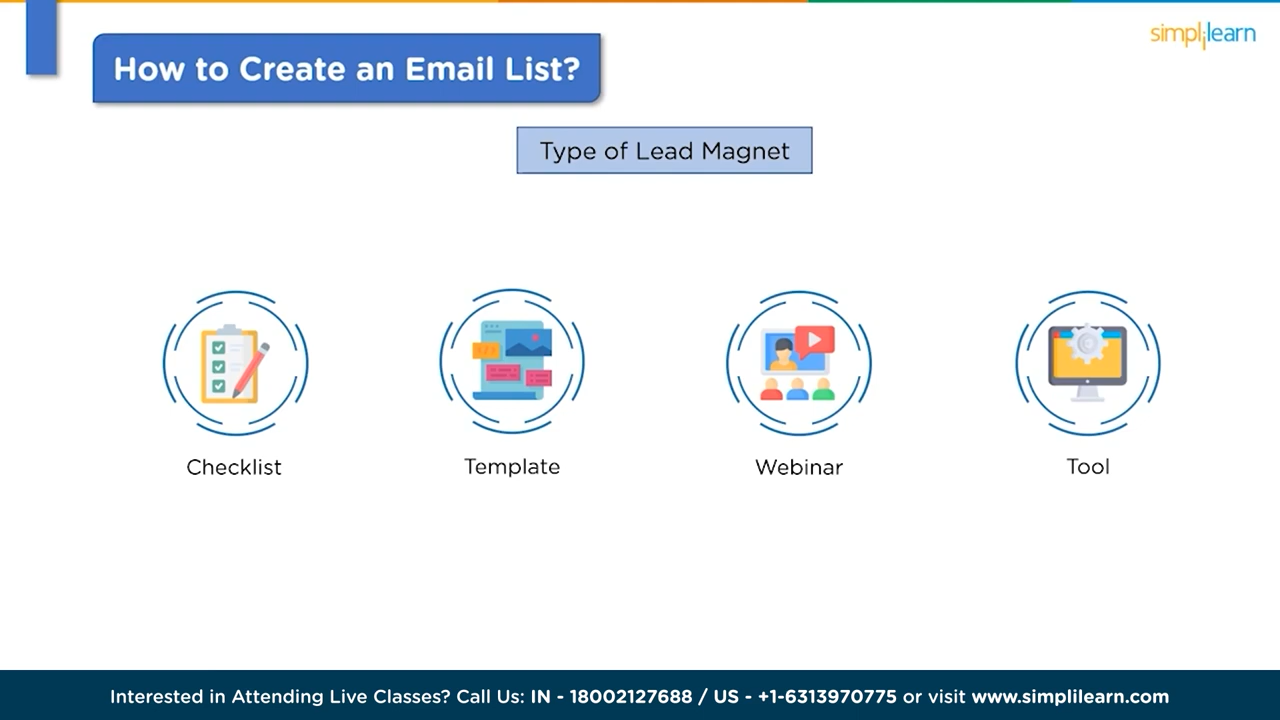 simplilearn
How to Create an Email List?
Type of Lead Magnet
Checklist
Template
Webinar
Tool
Interested in Attending Live Classes? Call Us: IN - 18002127688 / US - +1-6313970775 or visit www.simplilearn.com